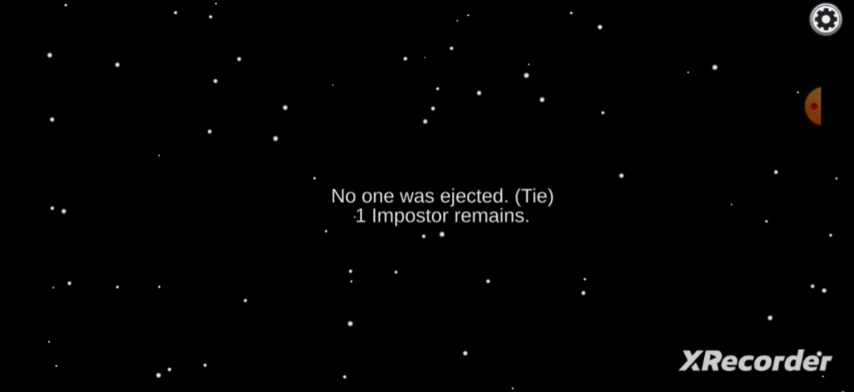 No one was ejected. (Tie)
1 Impostor remains.
XRecorder